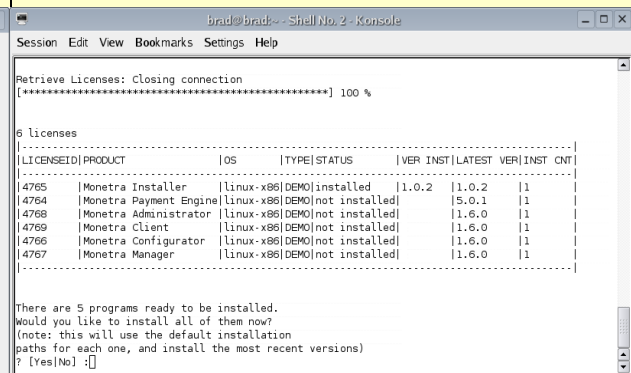 brad@brad:~ - Shell No. 2 - Konsole
Session Edit View Bookmarks Settings Help
Retrieve Licenses: Closing connection
[**************************************************] 100 %
6 licenses
|-------------------------------------------------------------------------------------------|
|LICENSEID|PRODUCT |OS |TYPE|STATUS |VER INST|LATEST VER|INST CNT|
|-------------------------------------------------------------------------------------------|
|4765 |Monetra Installer |linux-x86|DEMO|installed |1.0.2 |1.0.2 |1 |
|4764 |Monetra Payment Engine|linux-x86|DEMO|not installed| |5.0.1 |1 |
|4768 |Monetra Administrator |linux-x86|DEMO|not installed| |1.6.0 |1 |
|4769 |Monetra Client |linux-x86|DEMO|not installed| |1.6.0 |1 |
|4766 |Monetra Configurator |linux-x86|DEMO|not installed| |1.6.0 |1 |
|4767 |Monetra Manager |linux-x86|DEMO|not installed| |1.6.0 |1 |
|-------------------------------------------------------------------------------------------|
There are 5 programs ready to be installed.
Would you like to install all of them now?
(note: this will use the default installation
paths for each one, and install the most recent versions)
? [Yes|No] :